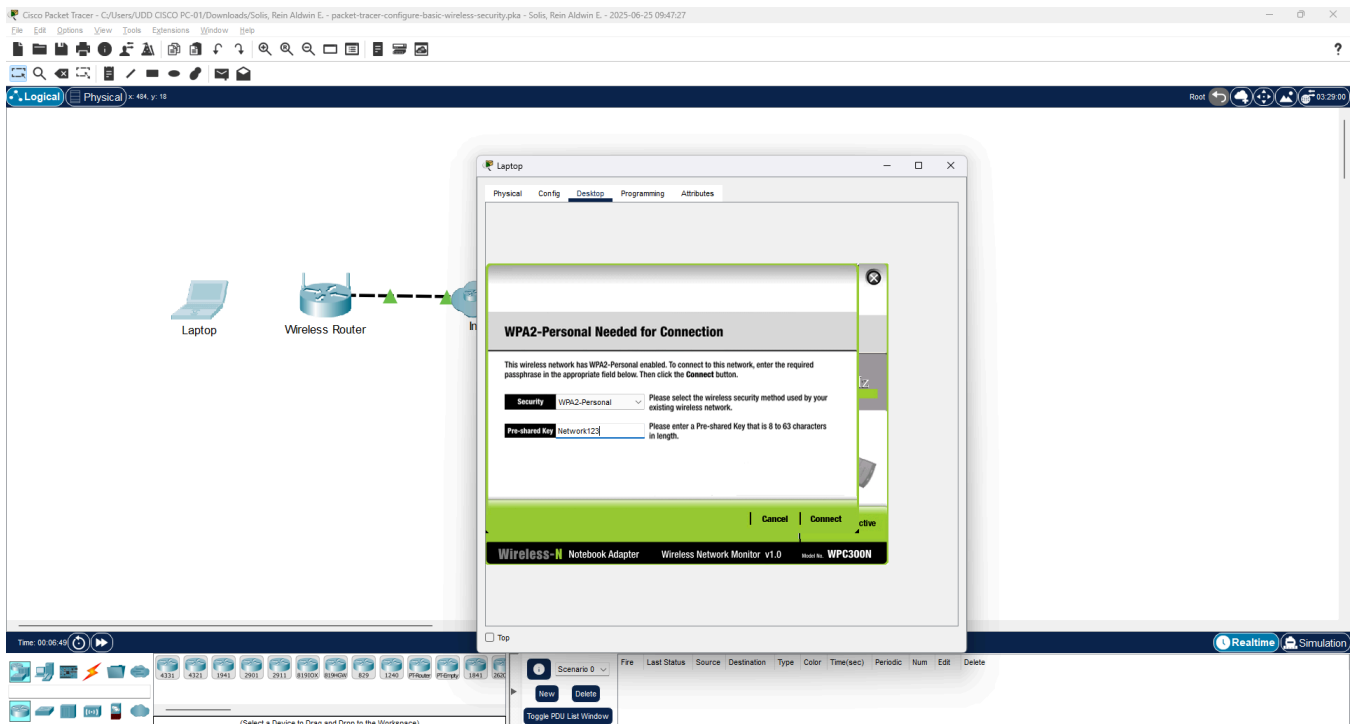 Cisco Packet Tracer - C:/Users/UDD CISCO PC-01/Downloads/Solis, Rein Aldwin E. - packet-tracer-configure-basic-wireless-security.pka - Solis, Rein Aldwin E. - 2025-06-25 09:47:27
File Edit Options View Tools Extensions Window Help
?
Logical Physical x: 484, y: 18 Root 03:29:00
Laptop
Physical Config Desktop Programming Attributes
Laptop Wireless Router In
WPA2-Personal Needed for Connection
This wireless network has WPA2-Personal enabled. To connect to this network, enter the required
passphrase in the appropriate field below. Then click the Connect button.
Security WPA2-Personal Please select the wireless security method used by your
existing wireless network.
Pre-shared Key Network123 Please enter a Pre-shared Key that is 8 to 63 characters
in length.
Cancel Connect
ctive
Wireless-N Notebook Adapter Wireless Network Monitor v1.0 Model No. WPC300N
Top
Time: 00:06:49 Realtime Simulation
4331 4321 1941 2901 2911 819IOX 819HGW 829 1240 PT-Router PT-Empty 1841 262
Scenario 0 Fire Last Status Source Destination Type Color Time(sec) Periodic Num Edit Delete
New Delete
Toggle PDU List Window
(Select a Device to Drag and Drop to the Workspace)